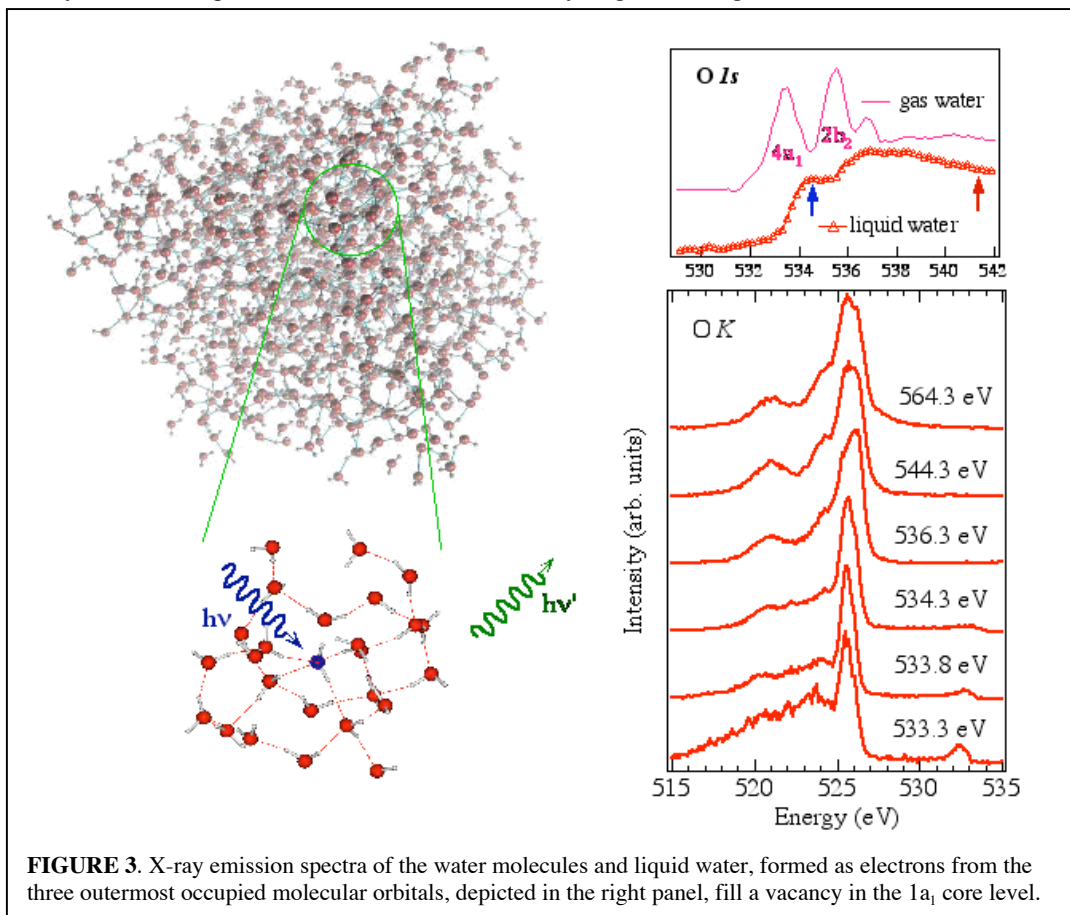 O 1s
gas water
4a₁
2b₂
liquid water
530 532 534 536 538 540 542
O K
564.3 eV
544.3 eV
536.3 eV
534.3 eV
533.8 eV
533.3 eV
Intensity (arb. units)
515 520 525 530 535
Energy (eV)
hν
hν'
FIGURE 3. X-ray emission spectra of the water molecules and liquid water, formed as electrons from the
three outermost occupied molecular orbitals, depicted in the right panel, fill a vacancy in the 1a₁ core level.